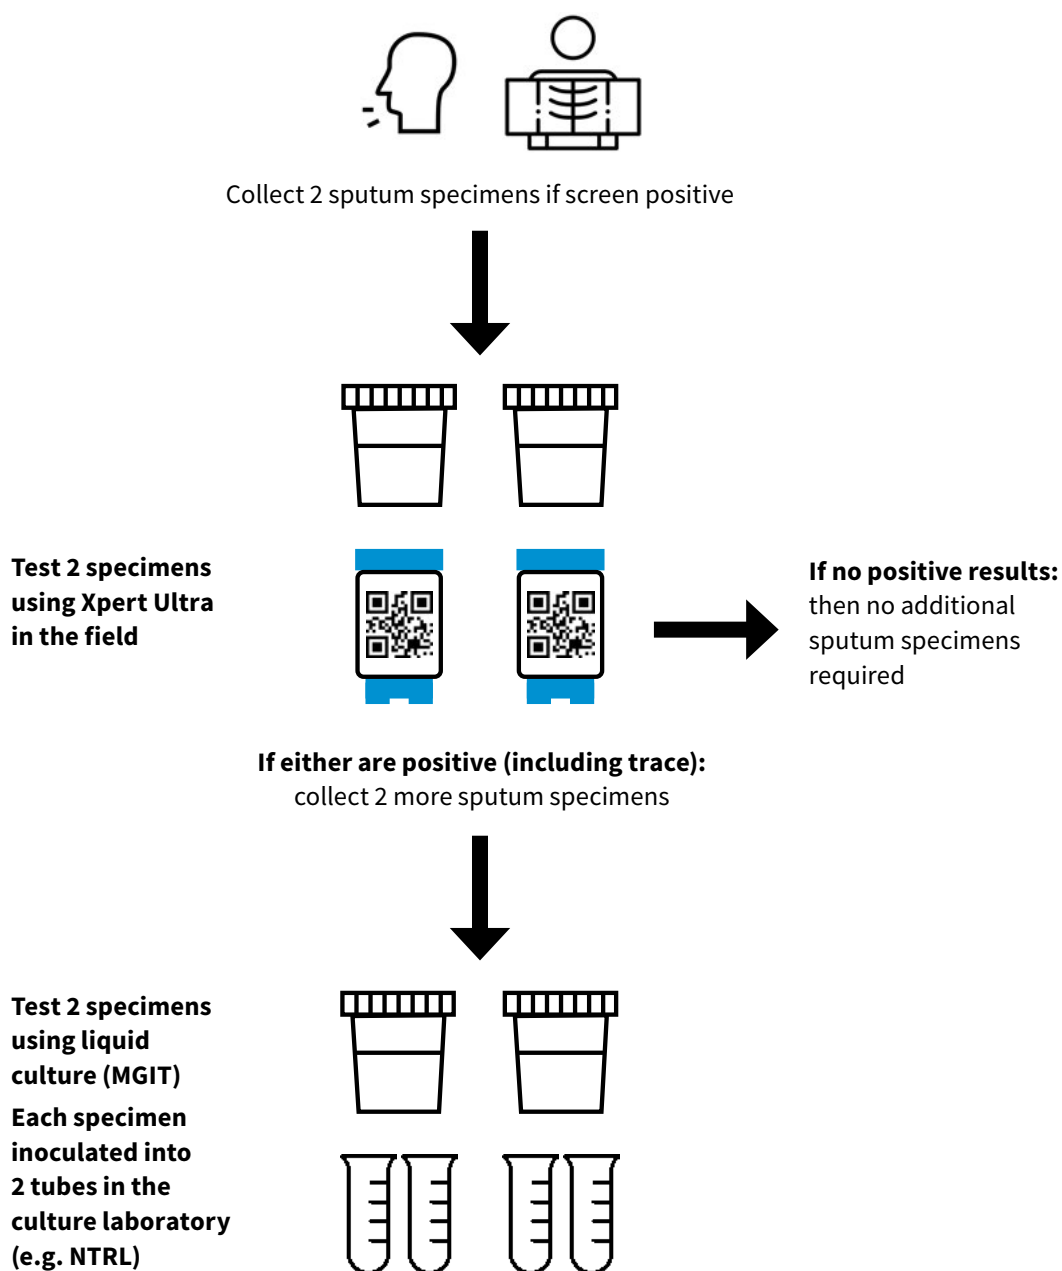 Collect 2 sputum specimens if screen positive
Test 2 specimens
using Xpert Ultra
in the field
If no positive results:
then no additional
sputum specimens
required
If either are positive (including trace):
collect 2 more sputum specimens
Test 2 specimens
using liquid
culture (MGIT)
Each specimen
inoculated into
2 tubes in the
culture laboratory
(e.g. NTRL)